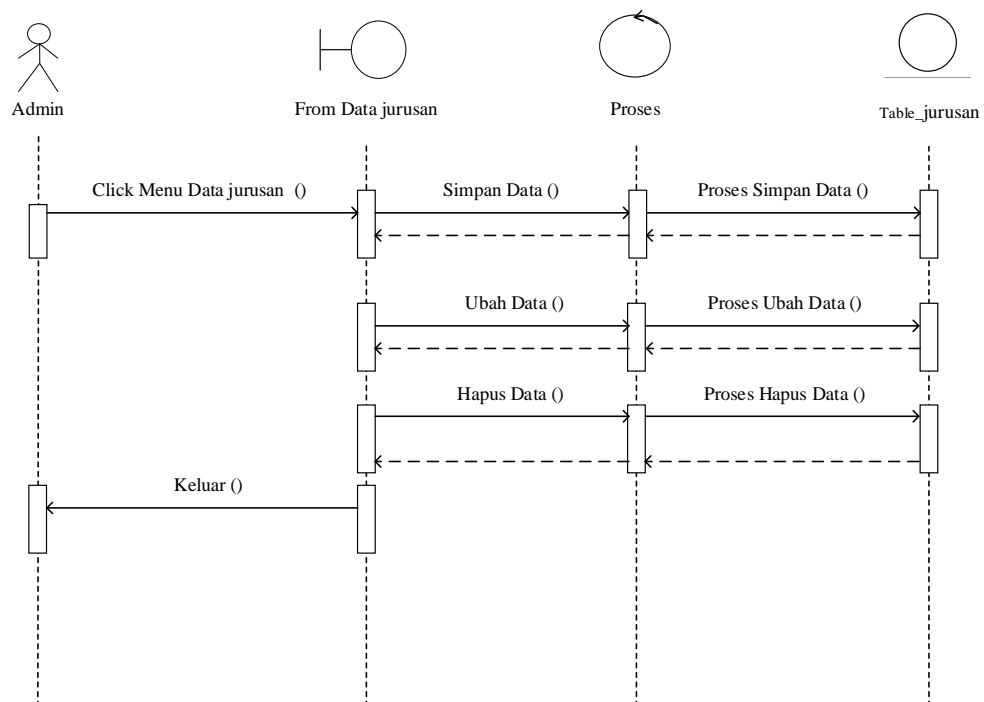 Admin
From Data jurusan
Proses
Table_jurusan
Click Menu Data jurusan ()
Simpan Data ()
Proses Simpan Data ()
Ubah Data ()
Proses Ubah Data ()
Hapus Data ()
Proses Hapus Data ()
Keluar ()